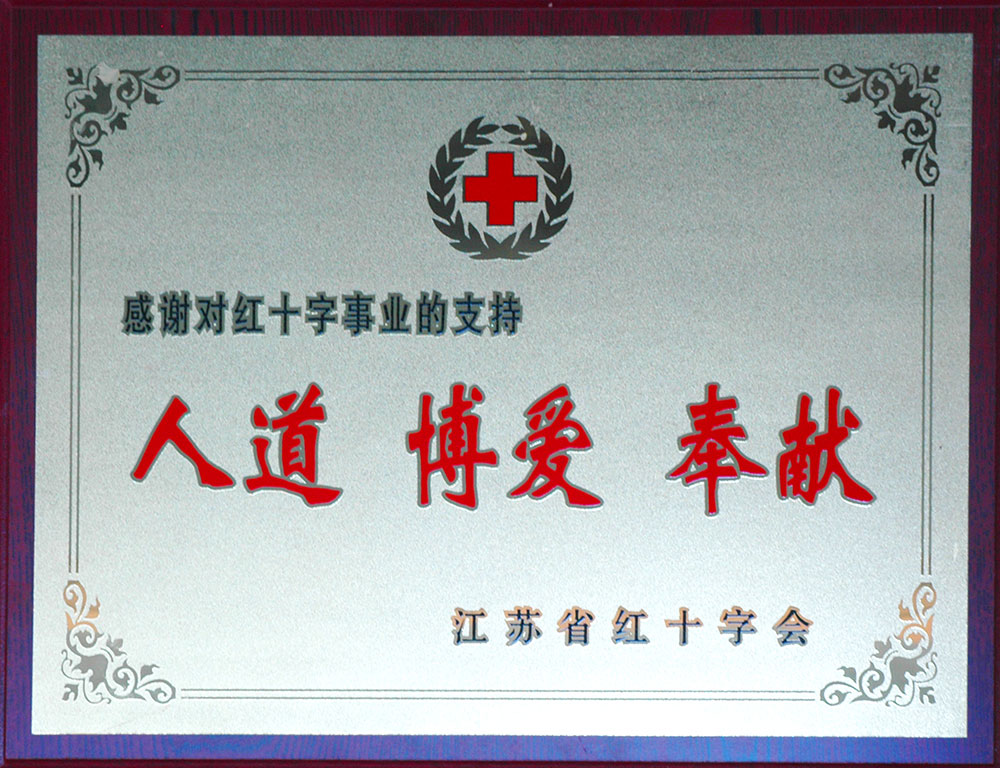 感谢对红十字事业的支持
人道 博爱 奉献
江苏省红十字会